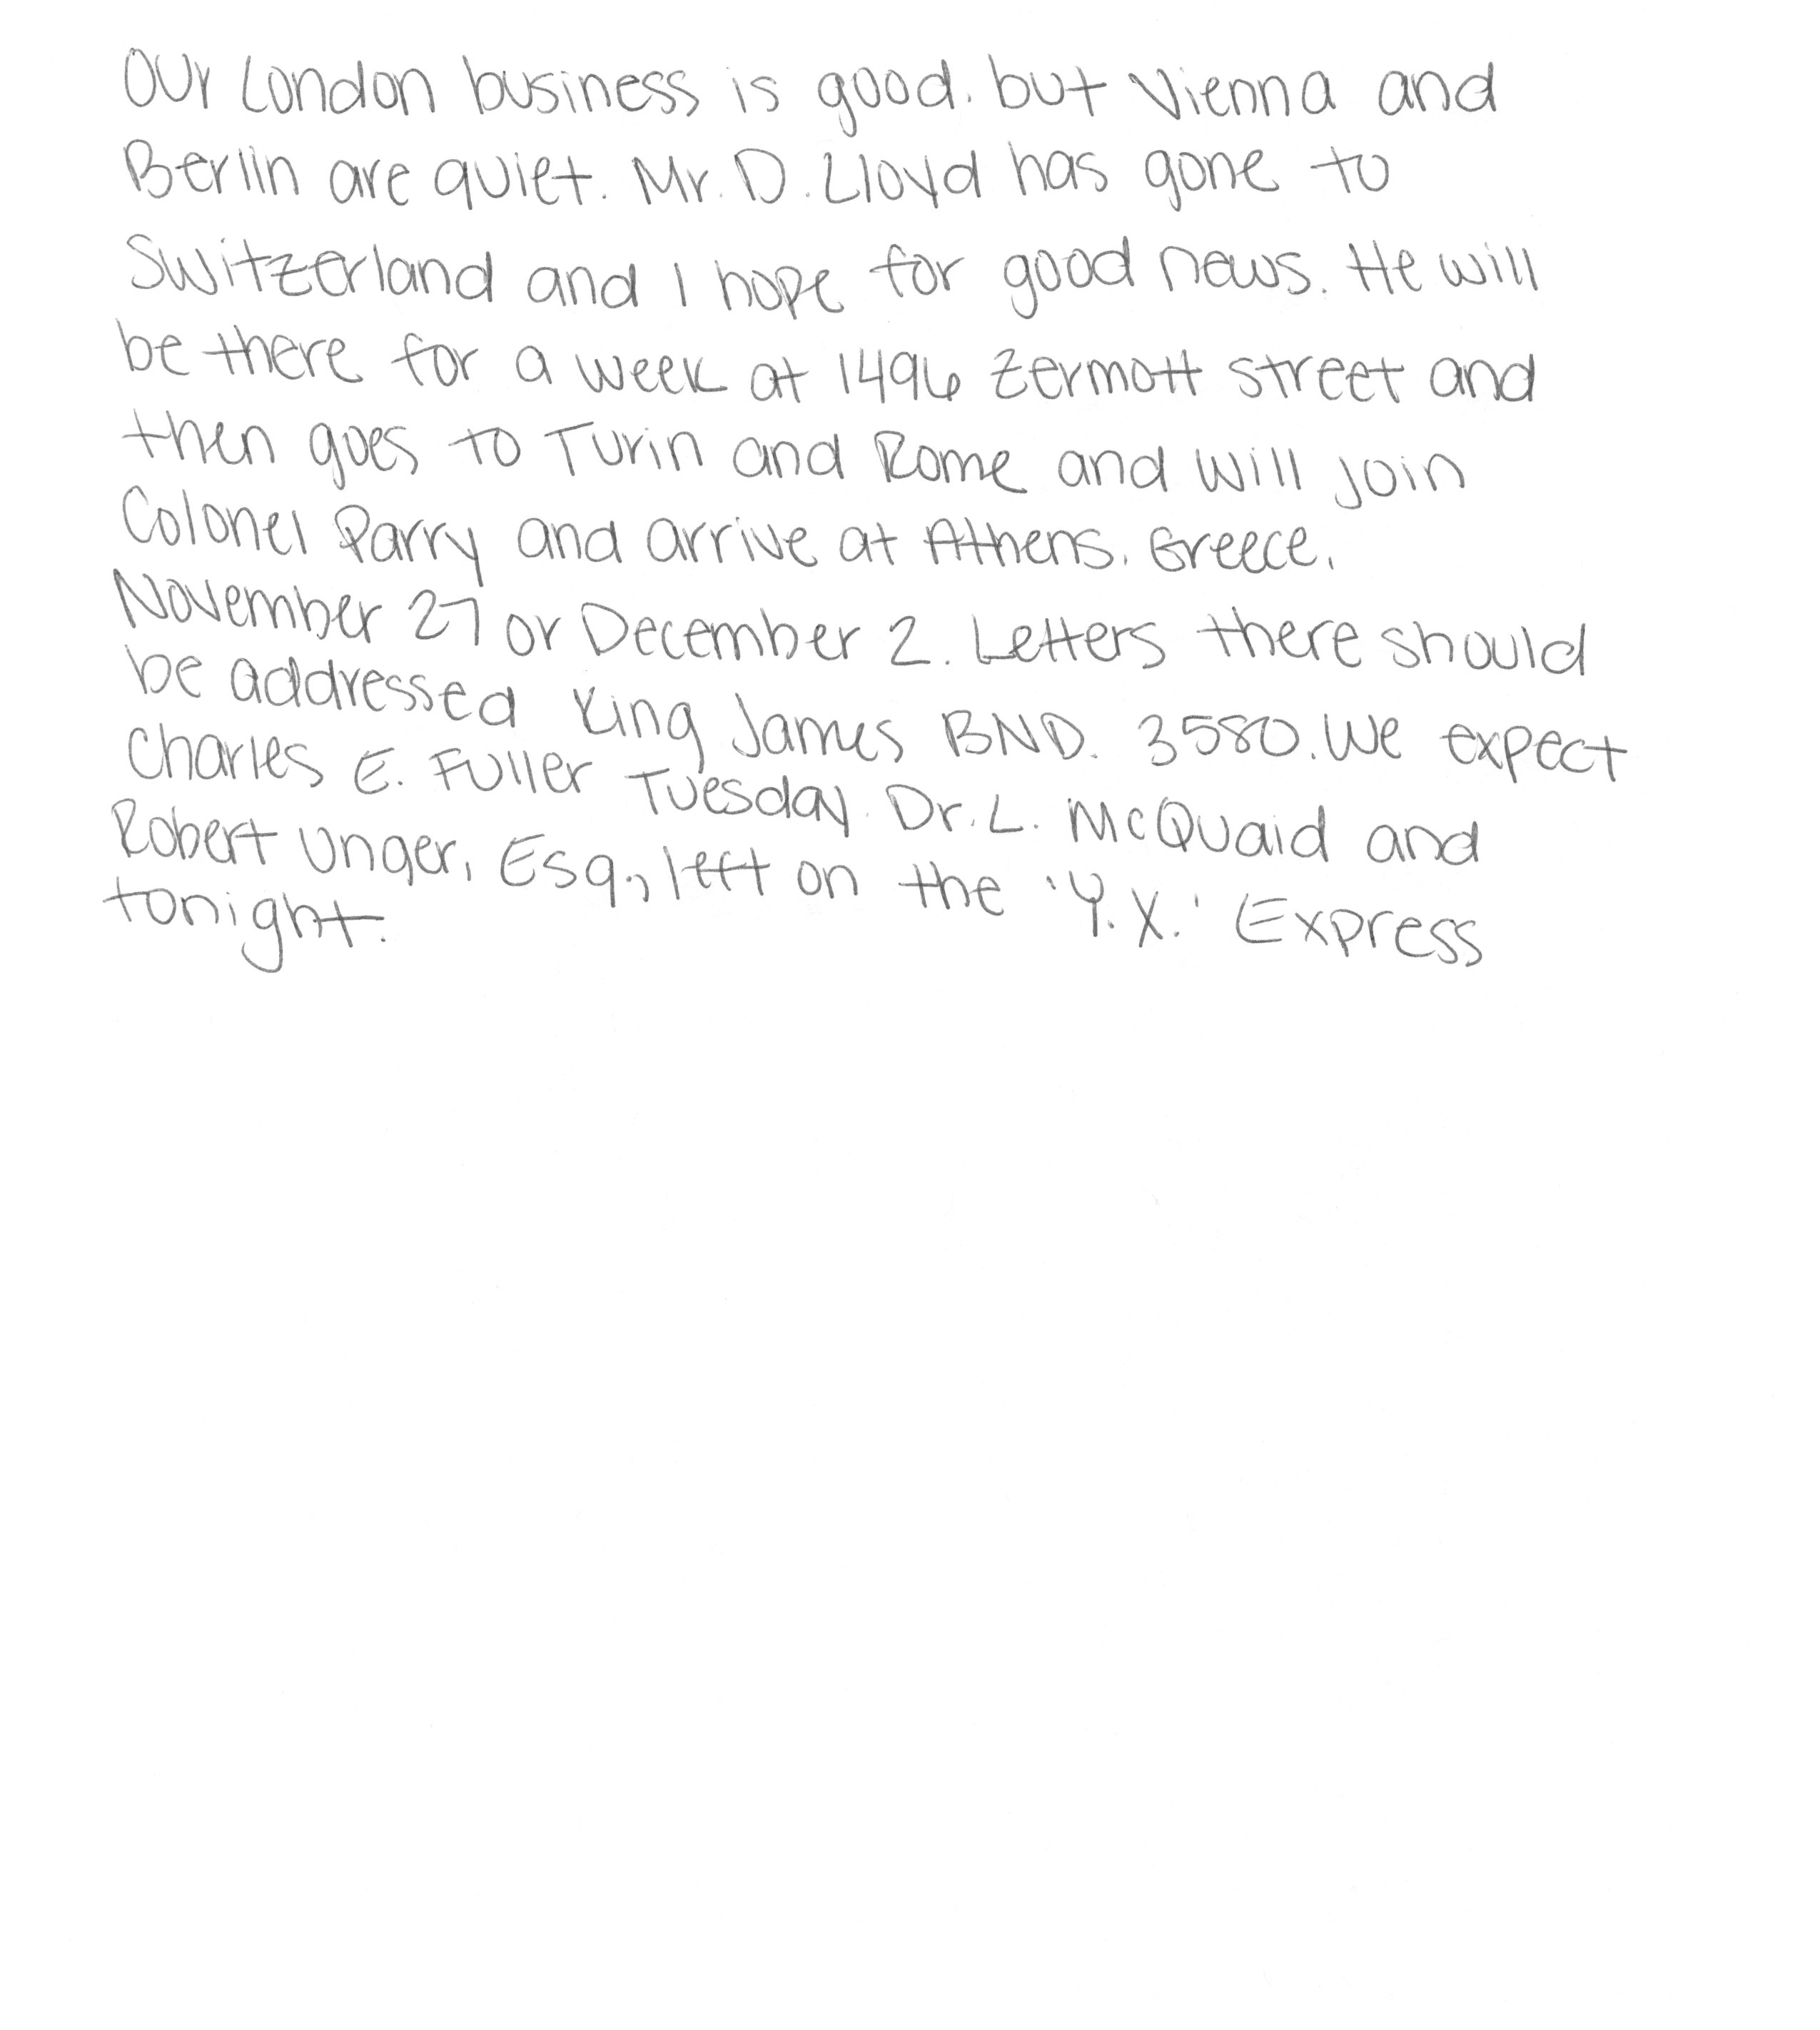 Our London business is good, but Vienna and
Berlin are quiet. Mr. D. Lloyd has gone to
Switzerland and I hope for good news. He will
be there for a week at 1496 Zermott street and
then goes to Turin and Rome and will join
Colonel Parry and arrive at Athens, Greece,
November 27 or December 2. Letters there should
be addressed King James BND. 3580. We expect
Charles E. Fuller Tuesday. Dr. L. McQuaid and
Robert Unger, Esq., left on the 'Y.X.' Express
tonight.